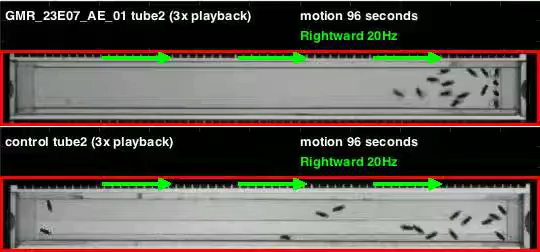 GMR_23E07_AE_01 tube2 (3x playback)
motion 96 seconds
Rightward 20Hz
control tube2 (3x playback)
motion 96 seconds
Rightward 20Hz